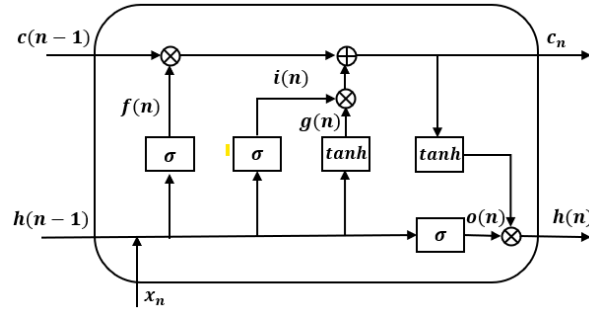 c(n−1) c_n
i(n)
f(n)
g(n)
σ σ tanh tanh
h(n−1) o(n) h(n)
σ
x_n